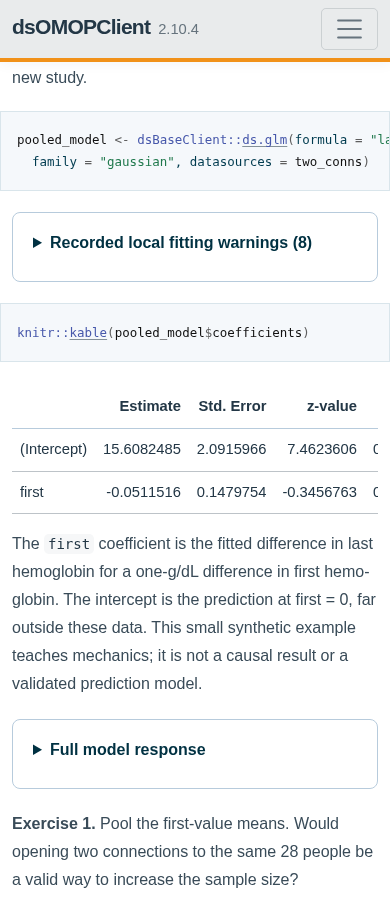 dsOMOPClient 2.10.4
new study.
pooled_model <- dsBaseClient::ds.glm(formula = "la
family = "gaussian", datasources = two_conns)
Recorded local fitting warnings (8)
knitr::kable(pooled_model$coefficients)
Estimate Std. Error z-value
(Intercept) 15.6082485 2.0915966 7.4623606 0
first -0.0511516 0.1479754 -0.3456763 0
The first coefficient is the fitted difference in last
hemoglobin for a one-g/dL difference in first hemo-
globin. The intercept is the prediction at first = 0, far
outside these data. This small synthetic example
teaches mechanics; it is not a causal result or a
validated prediction model.
Full model response
Exercise 1. Pool the first-value means. Would
opening two connections to the same 28 people be
a valid way to increase the sample size?